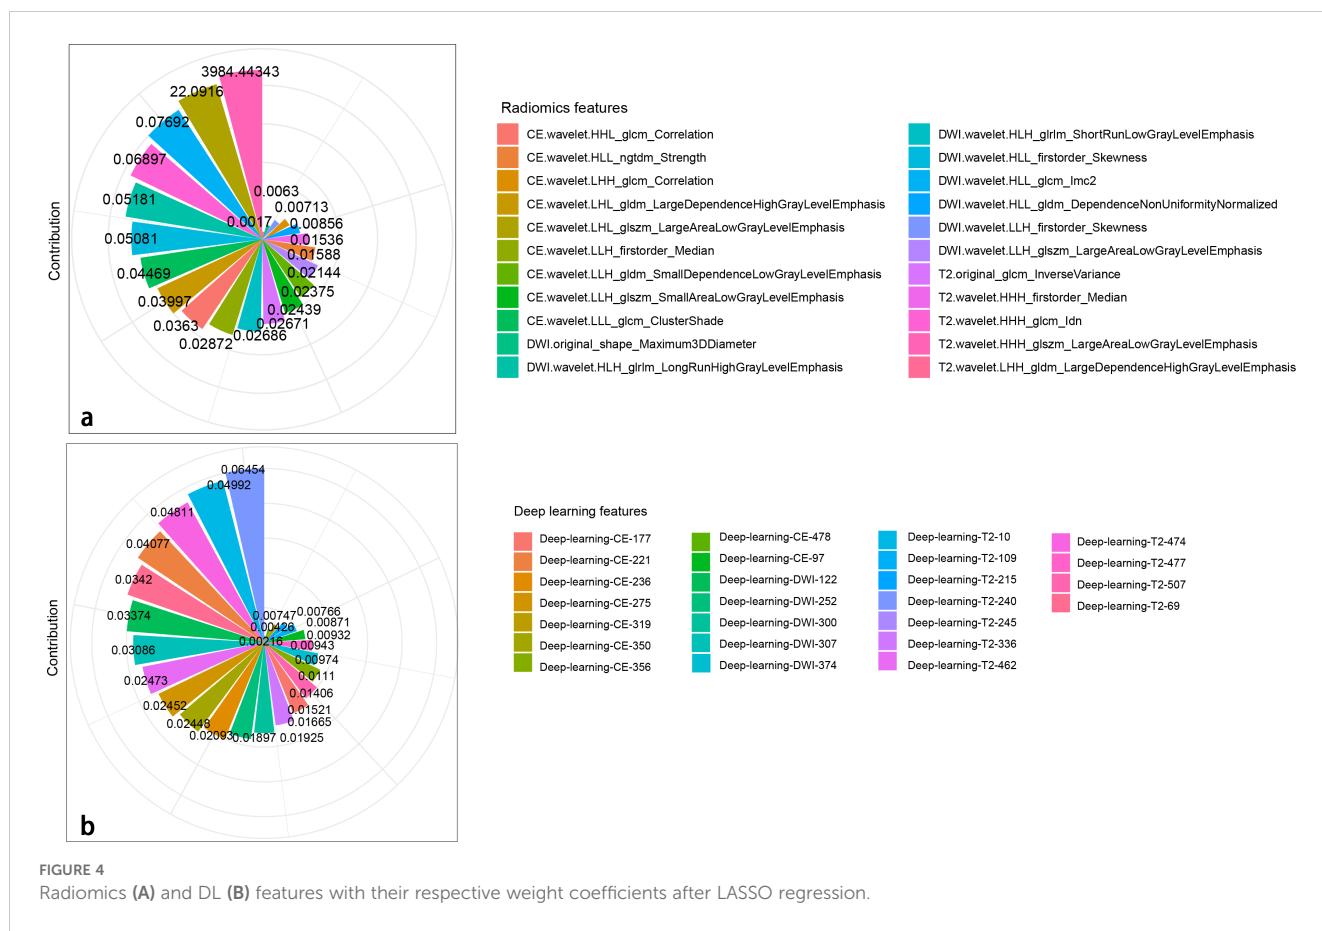 3984.44343
22.0916
0.07692
0.06897
0.05181
0.05081
0.04469
0.03997
0.0363
0.02872
0.02686
0.02671
0.02439
0.02375
0.02144
0.01588
0.01536
0.00856
0.00713
0.0063
0.0017
Contribution
a
Radiomics features
CE.wavelet.HHL_glcm_Correlation
CE.wavelet.HLL_ngtdm_Strength
CE.wavelet.LHH_glcm_Correlation
CE.wavelet.LHL_gldm_LargeDependenceHighGrayLevelEmphasis
CE.wavelet.LHL_glszm_LargeAreaLowGrayLevelEmphasis
CE.wavelet.LLH_firstorder_Median
CE.wavelet.LLH_gldm_SmallDependenceLowGrayLevelEmphasis
CE.wavelet.LLH_glszm_SmallAreaLowGrayLevelEmphasis
CE.wavelet.LLL_glcm_ClusterShade
DWI.original_shape_Maximum3DDiameter
DWI.wavelet.HLH_glrlm_LongRunHighGrayLevelEmphasis
DWI.wavelet.HLH_glrlm_ShortRunLowGrayLevelEmphasis
DWI.wavelet.HLL_firstorder_Skewness
DWI.wavelet.HLL_glcm_Imc2
DWI.wavelet.HLL_gldm_DependenceNonUniformityNormalized
DWI.wavelet.LLH_firstorder_Skewness
DWI.wavelet.LLH_glszm_LargeAreaLowGrayLevelEmphasis
T2.original_glcm_InverseVariance
T2.wavelet.HHH_firstorder_Median
T2.wavelet.HHH_glcm_Idn
T2.wavelet.HHH_glszm_LargeAreaLowGrayLevelEmphasis
T2.wavelet.LHH_gldm_LargeDependenceHighGrayLevelEmphasis
0.06454
0.04992
0.04811
0.04077
0.0342
0.03374
0.03086
0.02473
0.02452
0.02448
0.02093
0.01897
0.01925
0.01665
0.01521
0.01406
0.0111
0.00974
0.00943
0.00932
0.00871
0.00766
0.00747
0.00426
0.00216
Contribution
b
Deep learning features
Deep-learning-CE-177
Deep-learning-CE-221
Deep-learning-CE-236
Deep-learning-CE-275
Deep-learning-CE-319
Deep-learning-CE-350
Deep-learning-CE-356
Deep-learning-CE-478
Deep-learning-CE-97
Deep-learning-DWI-122
Deep-learning-DWI-252
Deep-learning-DWI-300
Deep-learning-DWI-307
Deep-learning-DWI-374
Deep-learning-T2-10
Deep-learning-T2-109
Deep-learning-T2-215
Deep-learning-T2-240
Deep-learning-T2-245
Deep-learning-T2-336
Deep-learning-T2-462
Deep-learning-T2-474
Deep-learning-T2-477
Deep-learning-T2-507
Deep-learning-T2-69
FIGURE 4
Radiomics (A) and DL (B) features with their respective weight coefficients after LASSO regression.